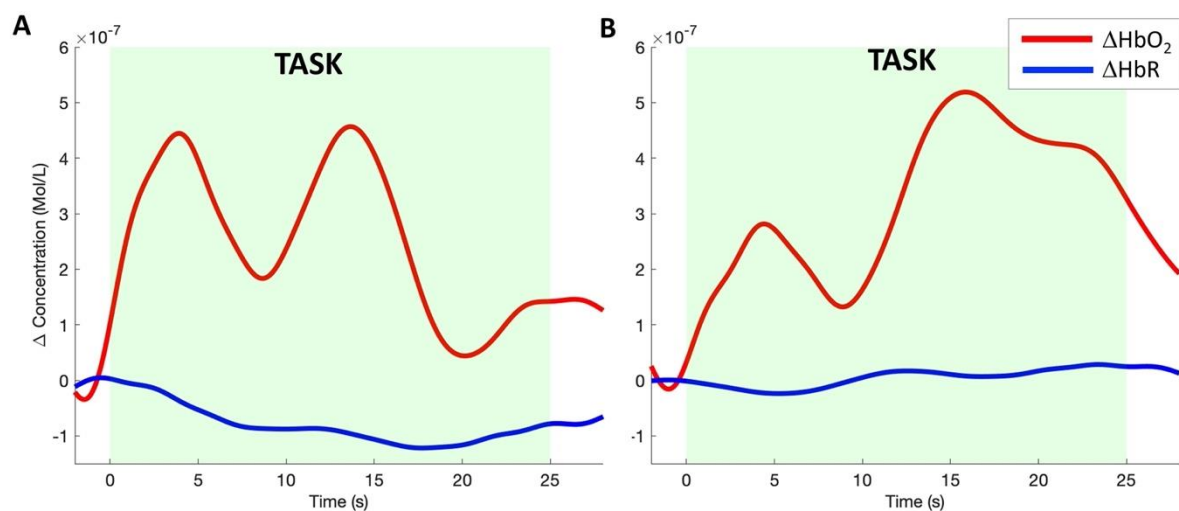 A
×10⁻⁷
TASK
6
5
4
3
2
1
0
-1
Δ Concentration (Mol/L)
0 5 10 15 20 25
Time (s)
B
×10⁻⁷
TASK
ΔHbO₂
ΔHbR
6
5
4
3
2
1
0
-1
0 5 10 15 20 25
Time (s)